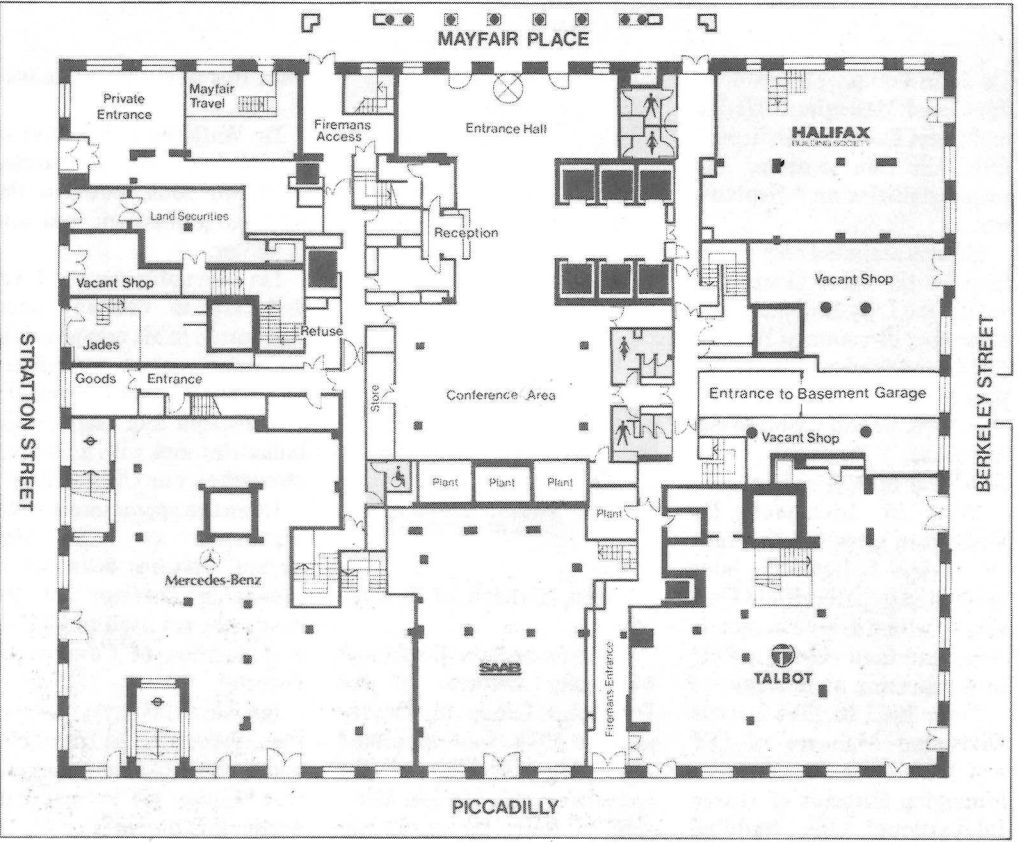 MAYFAIR PLACE
Private
Entrance
Mayfair
Travel
Firemans
Access
Entrance Hall
HALIFAX
BUILDING SOCIETY
Land Securities
Reception
Vacant Shop
Vacant Shop
Jades
Refuse
Goods
Entrance
Store
Conference Area
Entrance to Basement Garage
Vacant Shop
STRATTON STREET
BERKELEY STREET
Plant
Plant
Plant
Plant
Mercedes-Benz
SAAB
Firemans Entrance
TALBOT
PICCADILLY